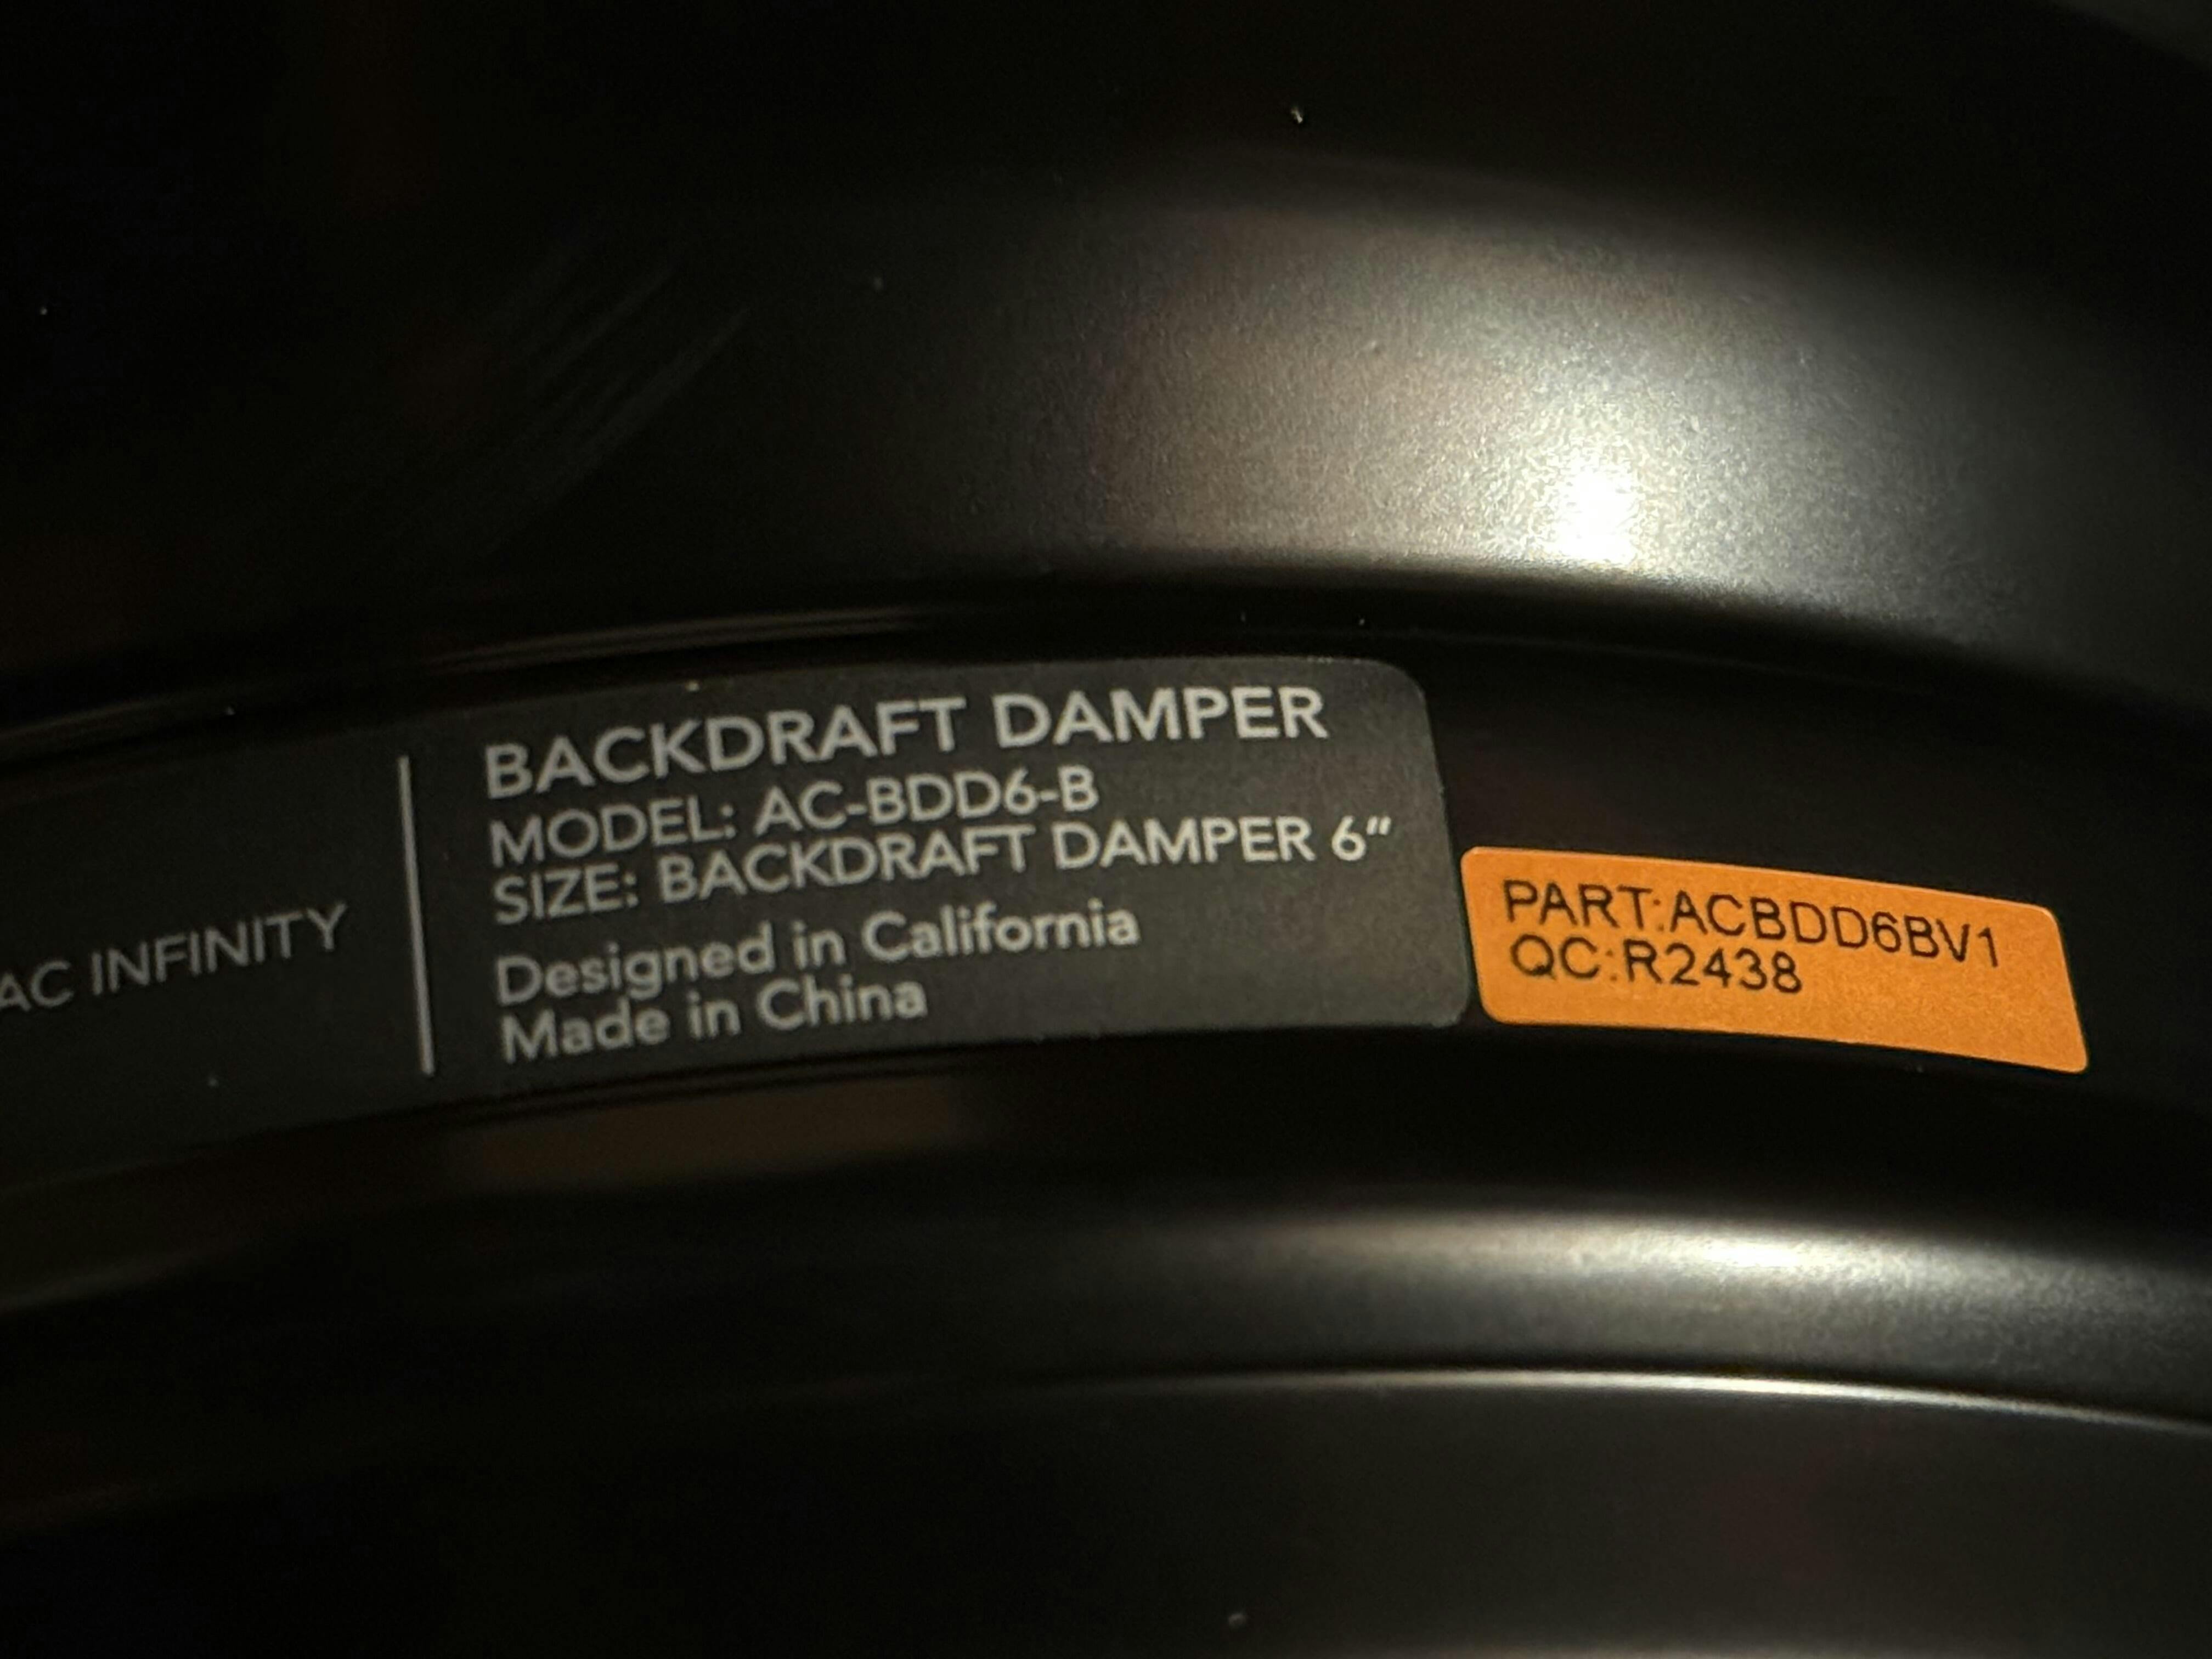 AC INFINITY
BACKDRAFT DAMPER
MODEL: AC-BDD6-B
SIZE: BACKDRAFT DAMPER 6"
Designed in California
Made in China
PART:ACBDD6BV1
QC:R2438